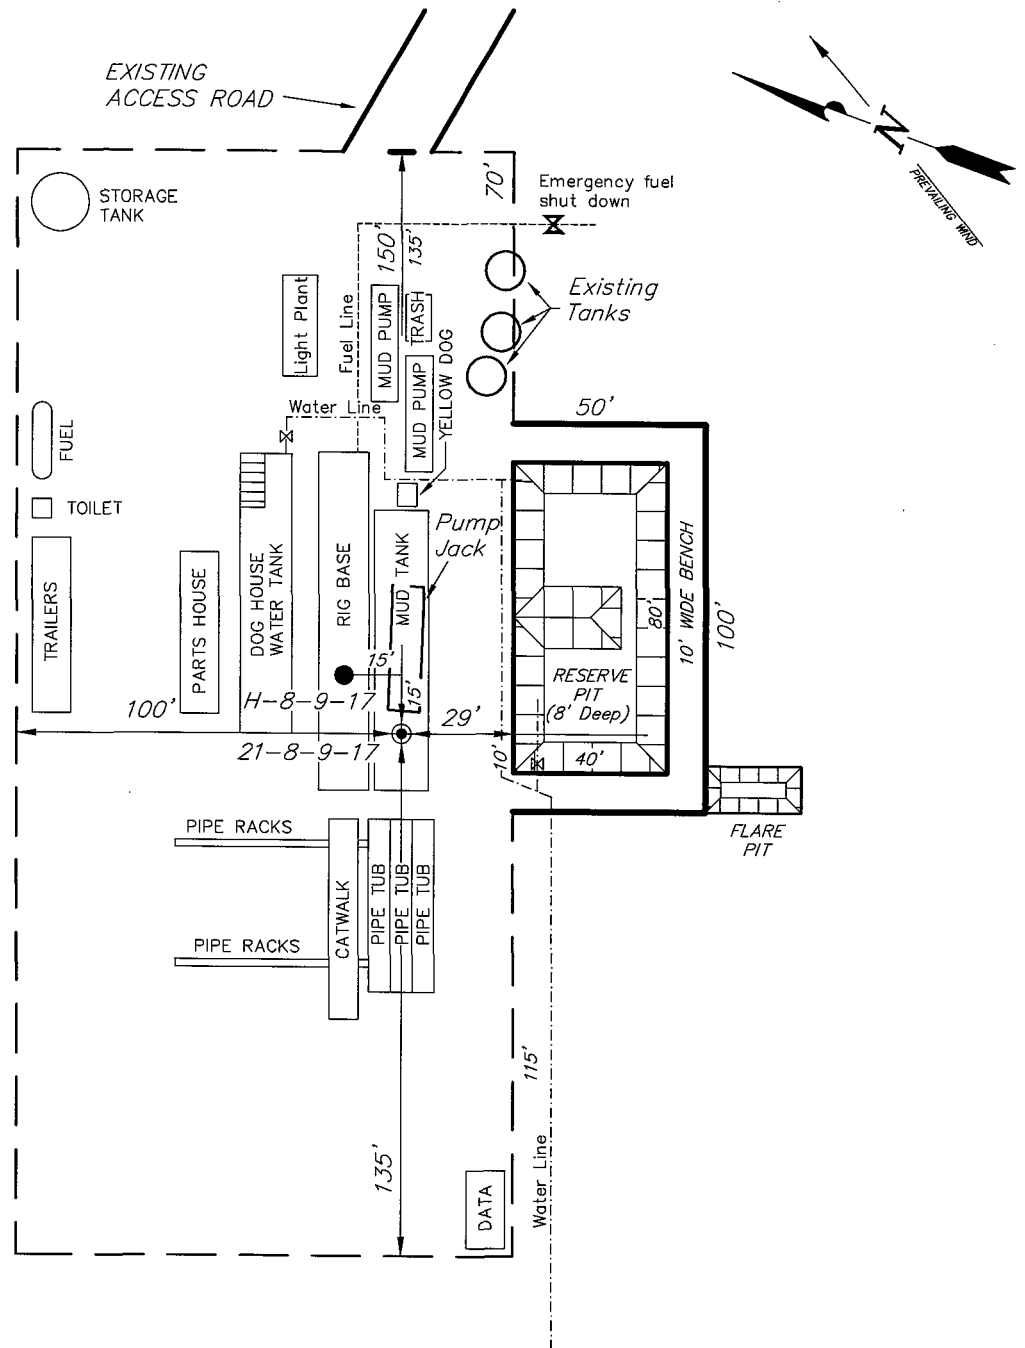 EXISTING
ACCESS ROAD
N
PREVAILING WIND
STORAGE
TANK
70'
Emergency fuel
shut down
150'
135'
Existing
Tanks
Light Plant
Fuel Line
MUD PUMP
TRASH
MUD PUMP
YELLOW DOG
Water Line
50'
FUEL
TOILET
Pump
Jack
TRAILERS
PARTS HOUSE
DOG HOUSE
WATER TANK
RIG BASE
MUD TANK
10' WIDE BENCH
100'
80'
RESERVE
PIT
(8' Deep)
15'
15'
100'
H-8-9-17
29'
21-8-9-17
10'
40'
FLARE
PIT
PIPE RACKS
CATWALK
PIPE TUB
PIPE TUB
PIPE TUB
PIPE RACKS
115'
135'
Water Line
DATA